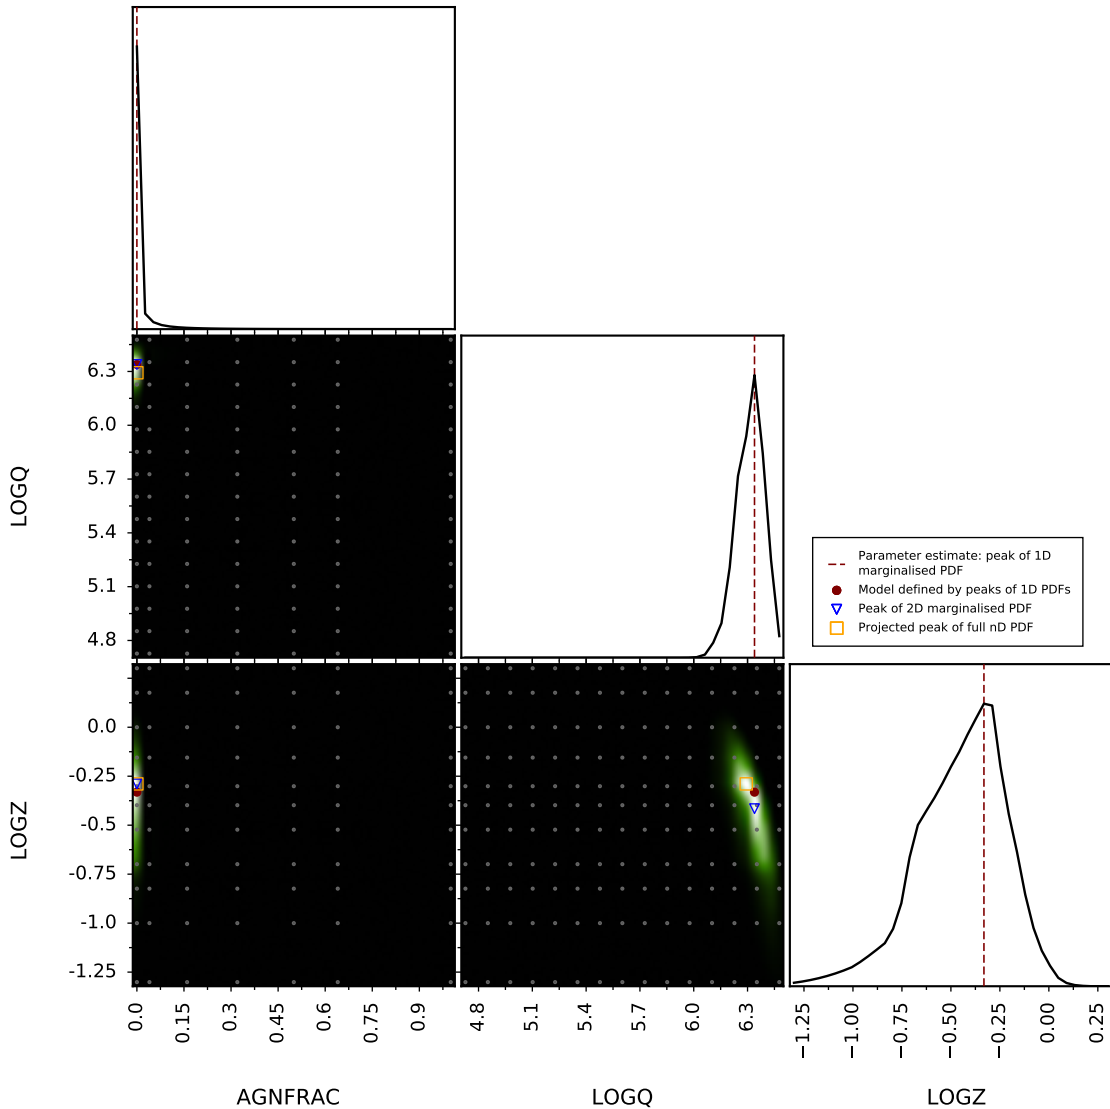 LOGQ
6.3
6.0
5.7
5.4
5.1
4.8
Parameter estimate: peak of 1D
marginalised PDF
Model defined by peaks of 1D PDFs
Peak of 2D marginalised PDF
Projected peak of full nD PDF
LOGZ
0.0
-0.25
-0.5
-0.75
-1.0
-1.25
0.0 0.15 0.3 0.45 0.6 0.75 0.9
4.8 5.1 5.4 5.7 6.0 6.3
−1.25 −1.00 −0.75 −0.50 −0.25 0.00 0.25
AGNFRAC LOGQ LOGZ